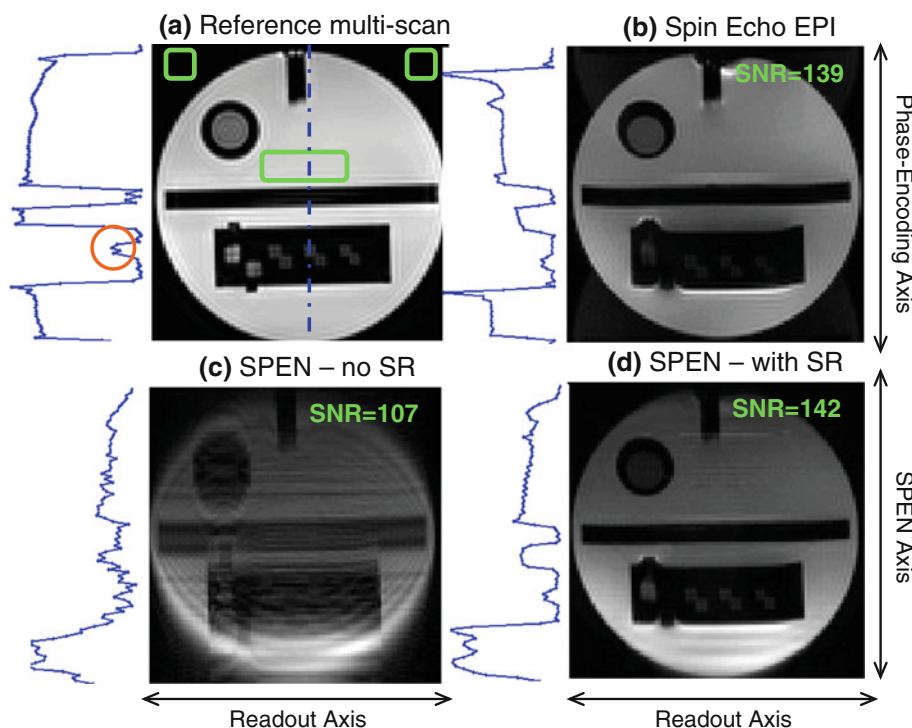 (a) Reference multi-scan
(b) Spin Echo EPI
SNR=139
Phase-Encoding Axis
(c) SPEN – no SR
SNR=107
(d) SPEN – with SR
SNR=142
SPEN Axis
Readout Axis
Readout Axis